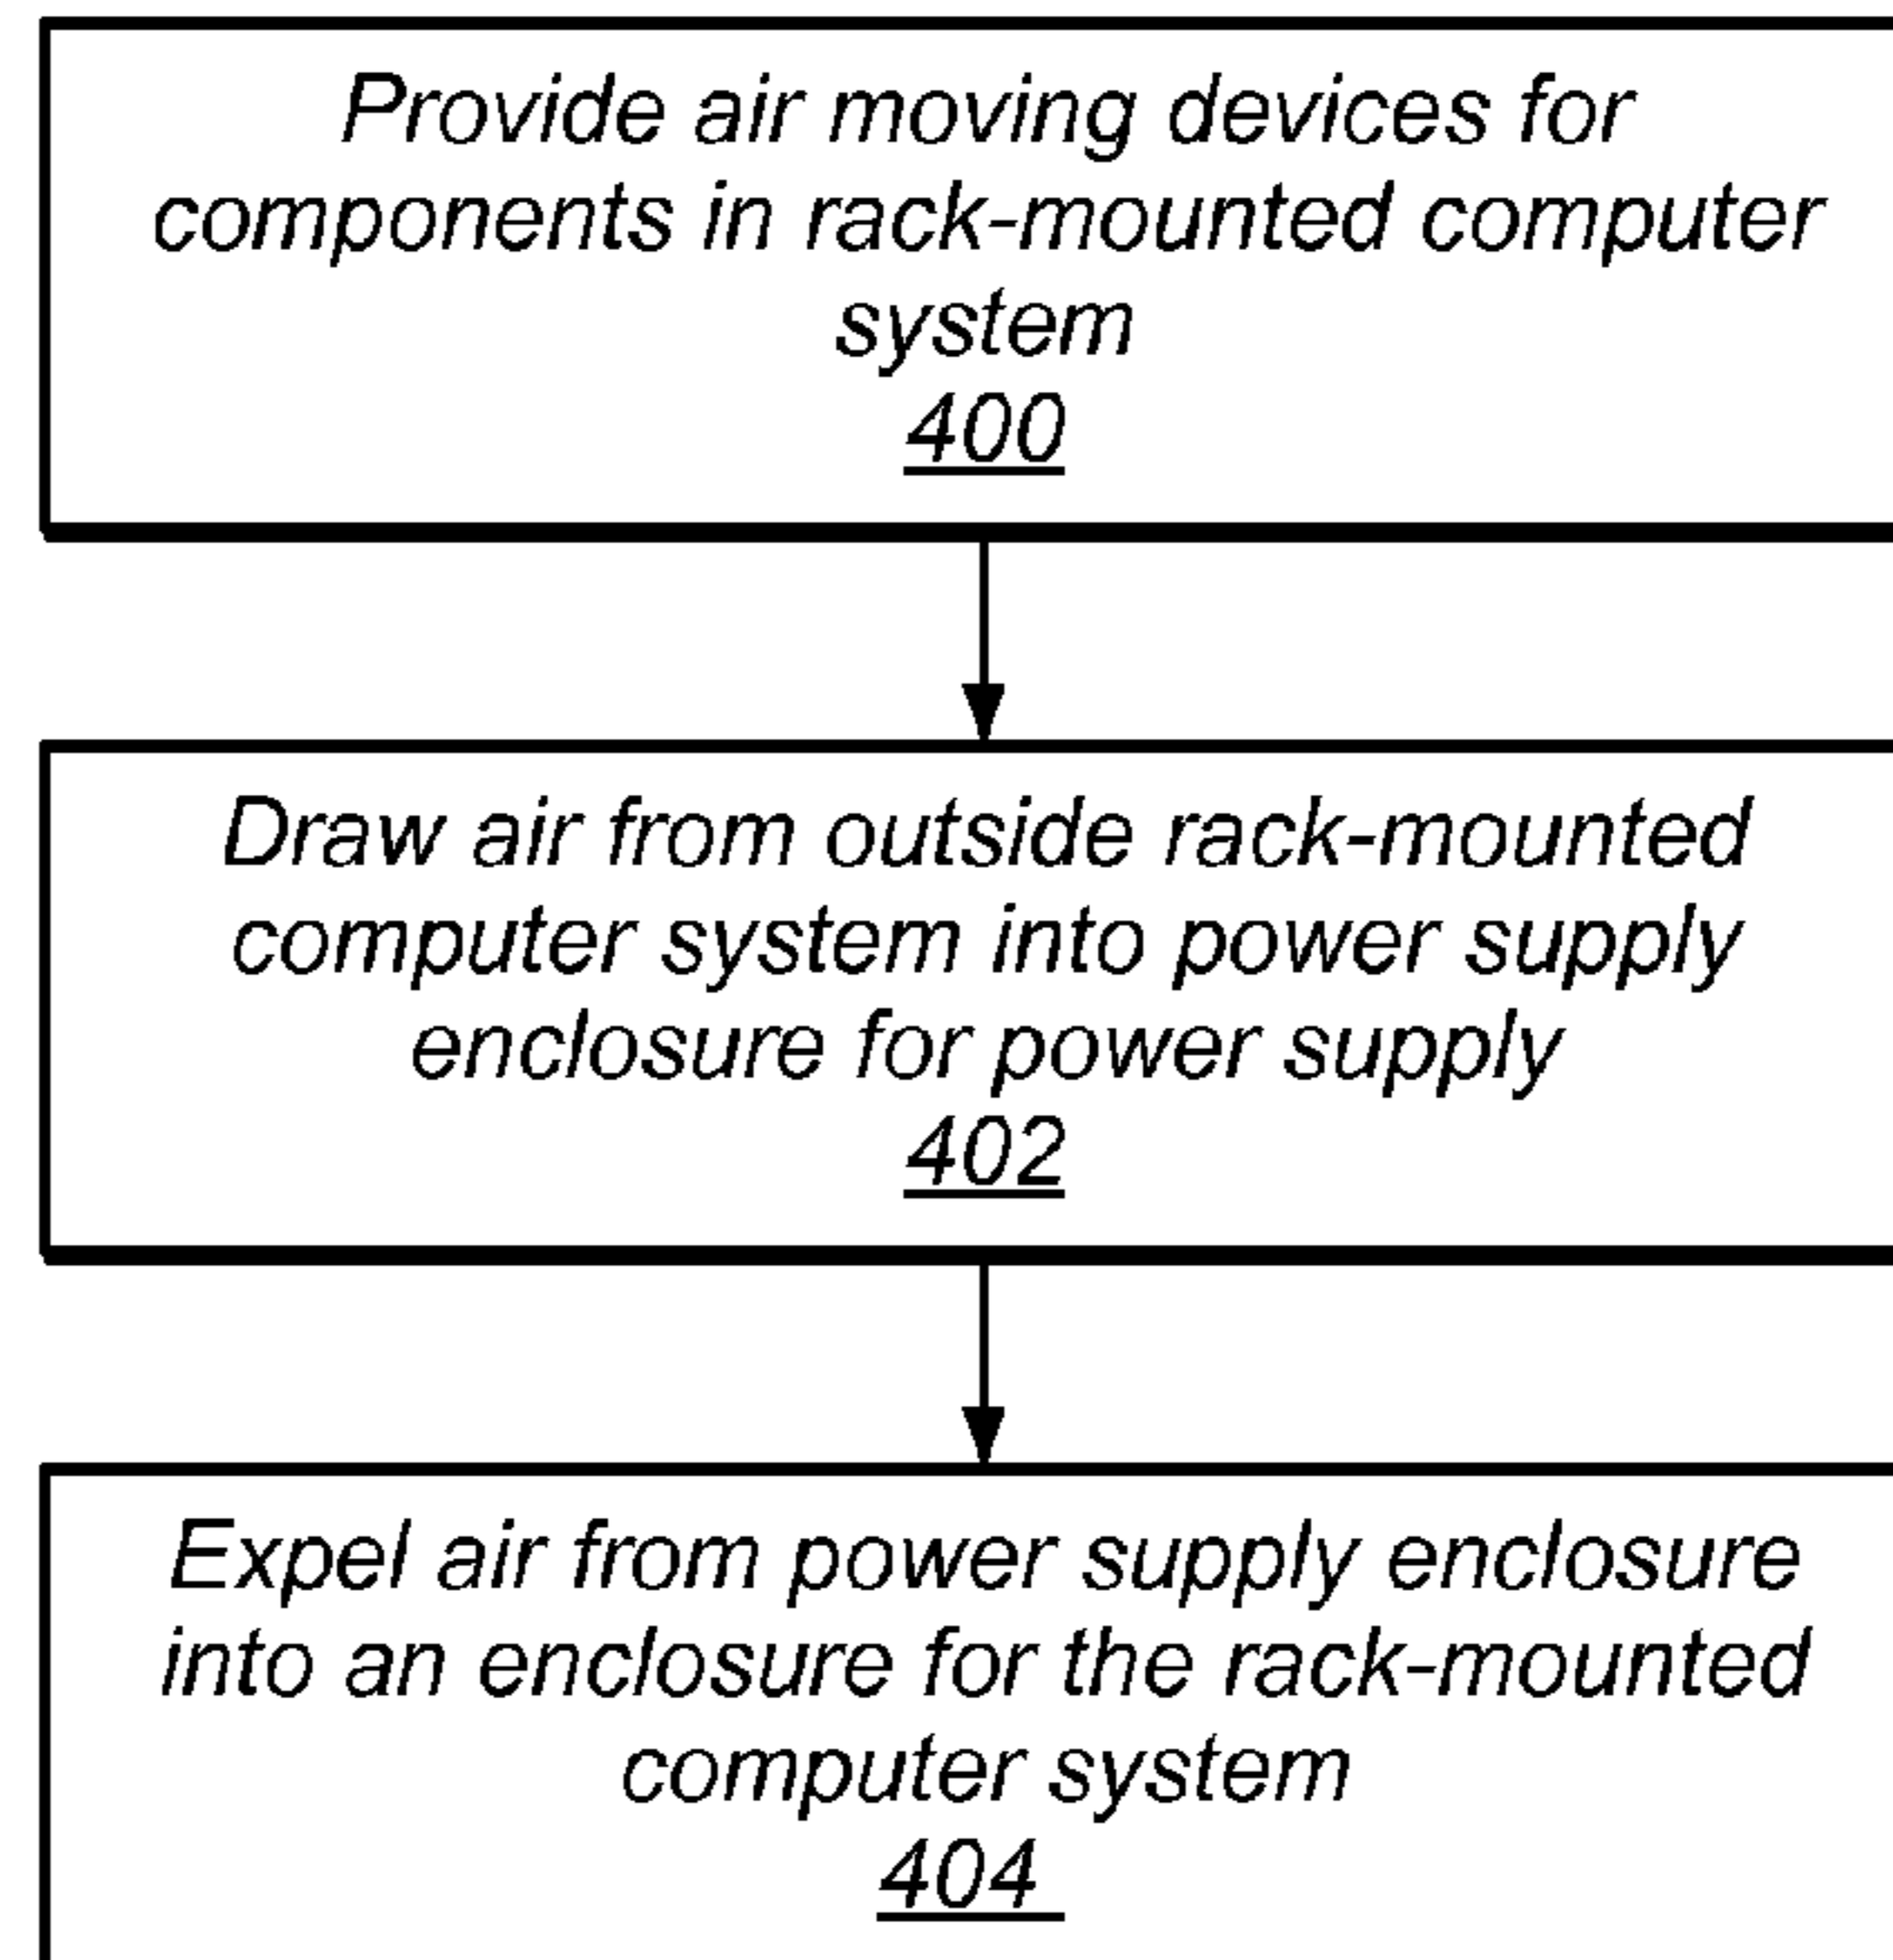 Provide air moving devices for
components in rack-mounted computer
system
400
Draw air from outside rack-mounted
computer system into power supply
enclosure for power supply
402
Expel air from power supply enclosure
into an enclosure for the rack-mounted
computer system
404